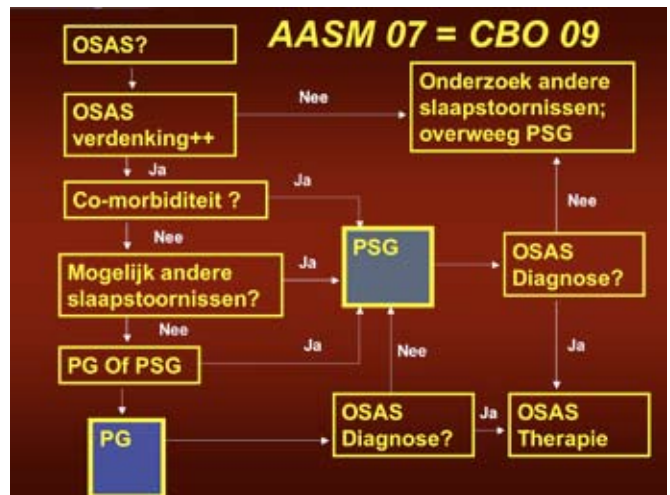 OSAS?
AASM 07 = CBO 09
OSAS
verdenking++
Nee
Onderzoek andere
slaapstoornissen;
overweeg PSG
Ja
Co-morbiditeit ?
Ja
Nee
Nee
PSG
OSAS
Diagnose?
Mogelijk andere
slaapstoornissen?
Ja
Nee
Ja
Nee
Ja
PG Of PSG
PG
OSAS
Diagnose?
Ja
OSAS
Therapie